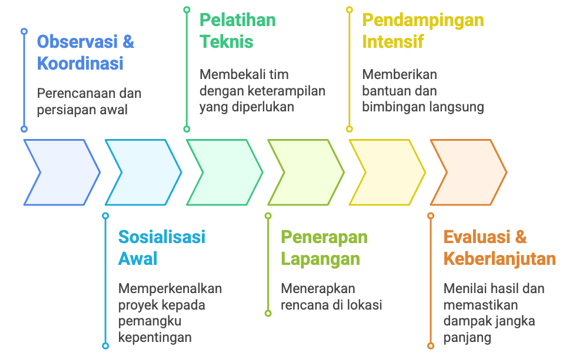 Observasi &
Koordinasi
Perencanaan dan
persiapan awal
Sosialisasi
Awal
Memperkenalkan
proyek kepada
pemangku
kepentingan
Pelatihan
Teknis
Membekali tim
dengan keterampilan
yang diperlukan
Penerapan
Lapangan
Menerapkan
rencana di lokasi
Pendampingan
Intensif
Memberikan
bantuan dan
bimbingan langsung
Evaluasi &
Keberlanjutan
Menilai hasil dan
memastikan
dampak jangka
panjang